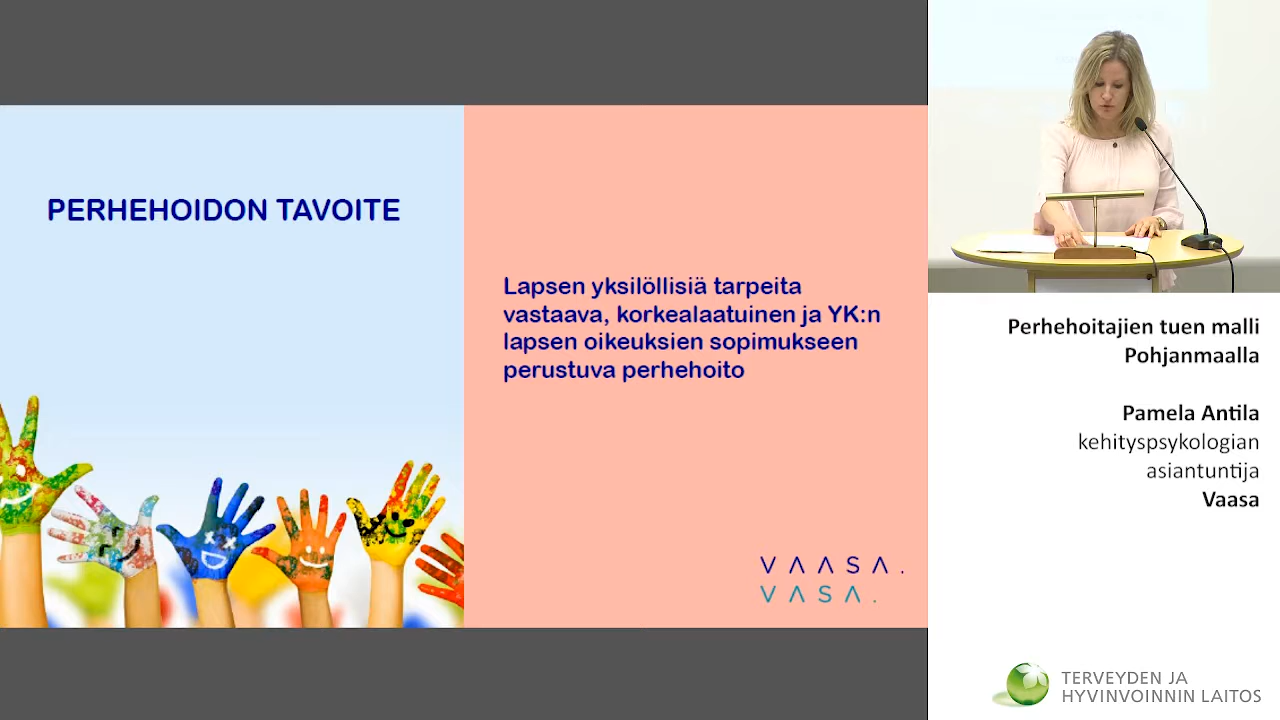 PERHEHOIDON TAVOITE
Lapsen yksilöllisiä tarpeita
vastaava, korkealaatuinen ja YK:n
lapsen oikeuksien sopimukseen
perustuva perhehoito
VAASA.
VASA.
Perhehoitajien tuen malli
Pohjanmaalla
Pamela Antila
kehityspsykologian
asiantuntija
Vaasa
TERVEYDEN JA
HYVINVOINNIN LAITOS